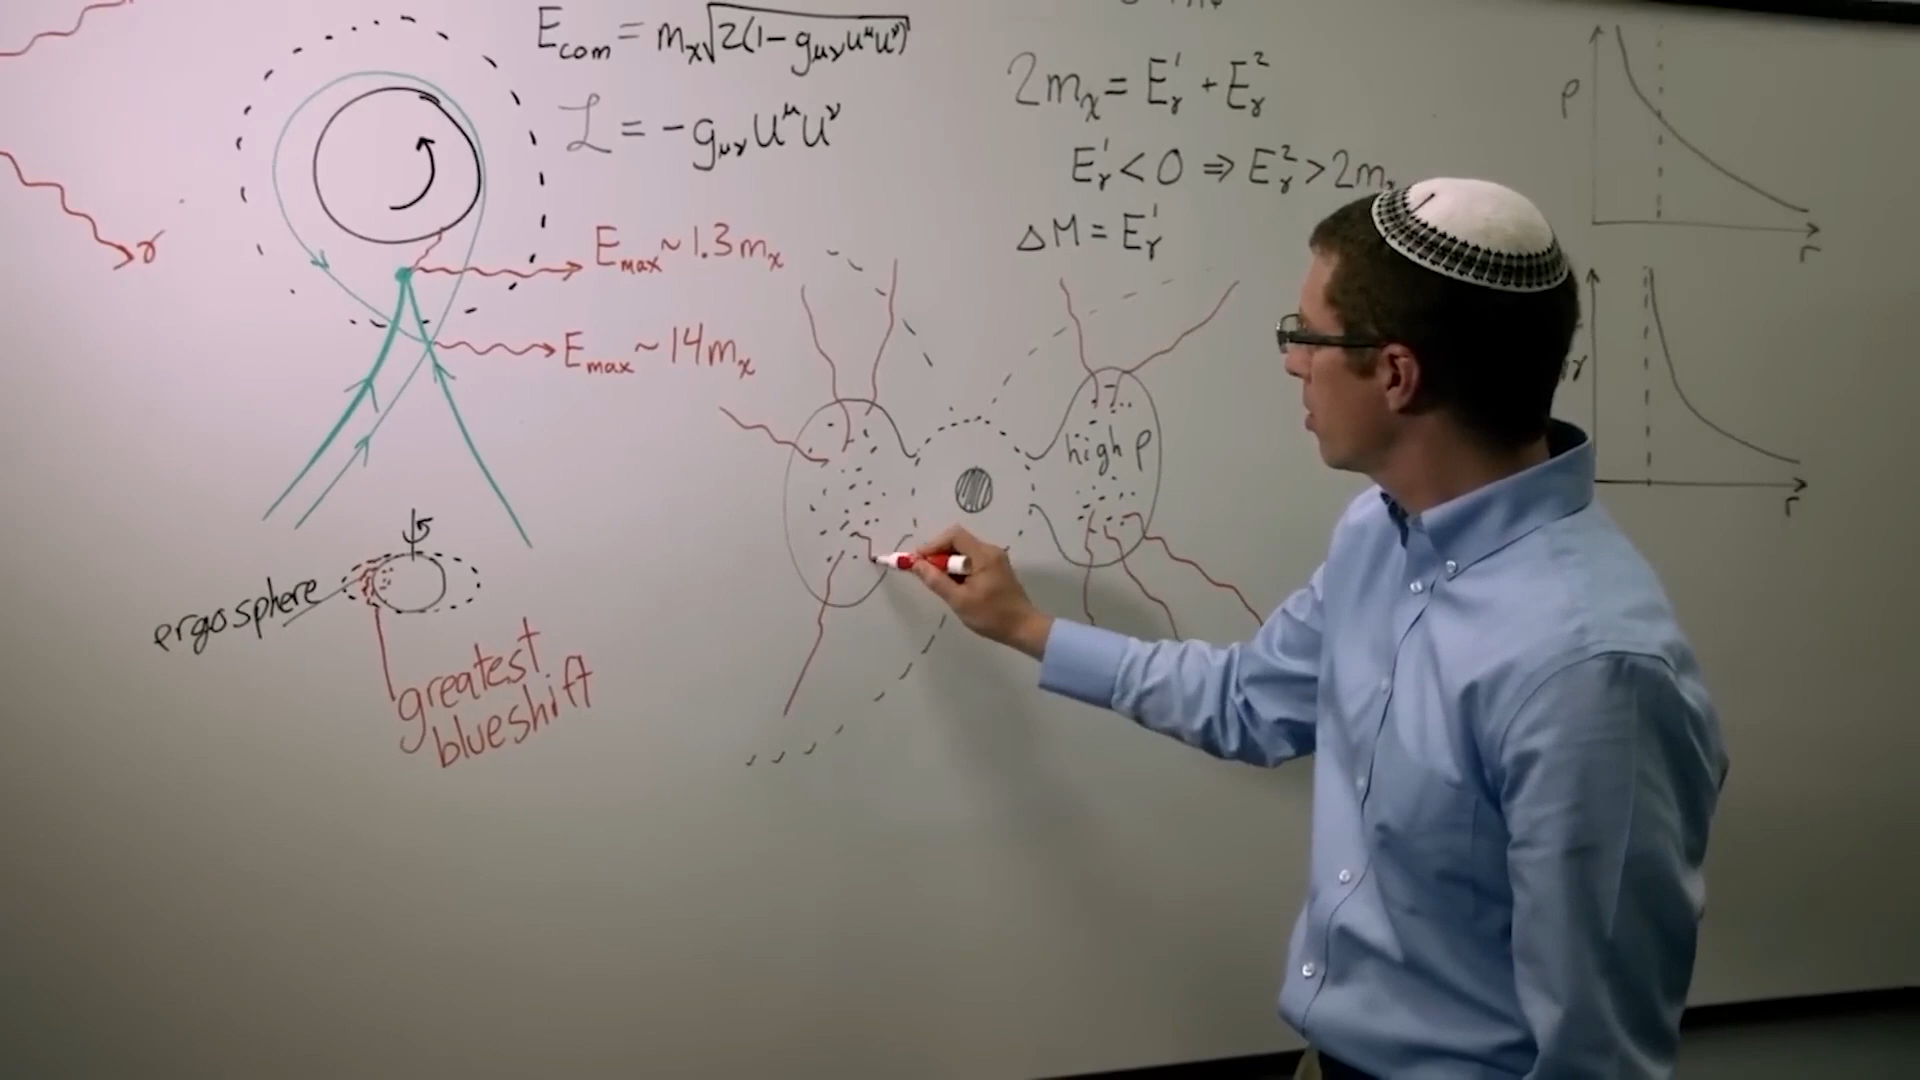 E_com = m_χ√2(1-g_μν u^μ u^ν)
ℒ = -g_μν u^μ u^ν
2m_χ = E_γ^1 + E_γ^2
E_γ^1 < 0 ⇒ E_γ^2 > 2m_χ
ΔM = E_γ^1
γ
E_max ~ 1.3 m_χ
E_max ~ 14 m_χ
high ρ
ergosphere
greatest
blueshift
ρ
r
r